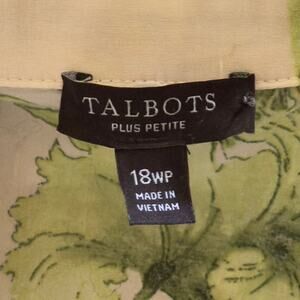 TALBOTS
PLUS PETITE
18WP
MADE IN
VIETNAM